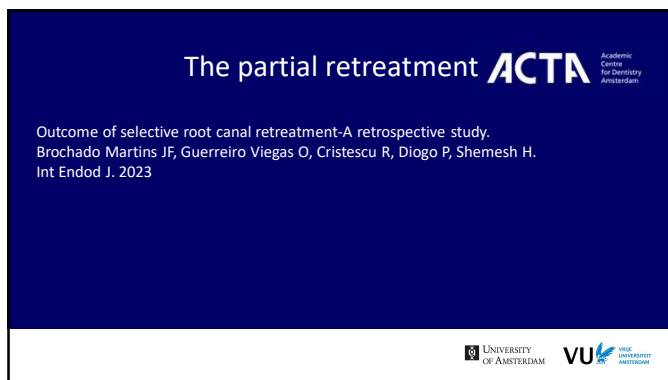 The partial retreatment
ACTA
Academic
Centre
for Dentistry
Amsterdam
Outcome of selective root canal retreatment-A retrospective study.
Brochado Martins JF, Guerreiro Viegas O, Cristescu R, Diogo P, Shemesh H.
Int Endod J. 2023
UNIVERSITY
OF AMSTERDAM
VU
VRIJE
UNIVERSITEIT
AMSTERDAM